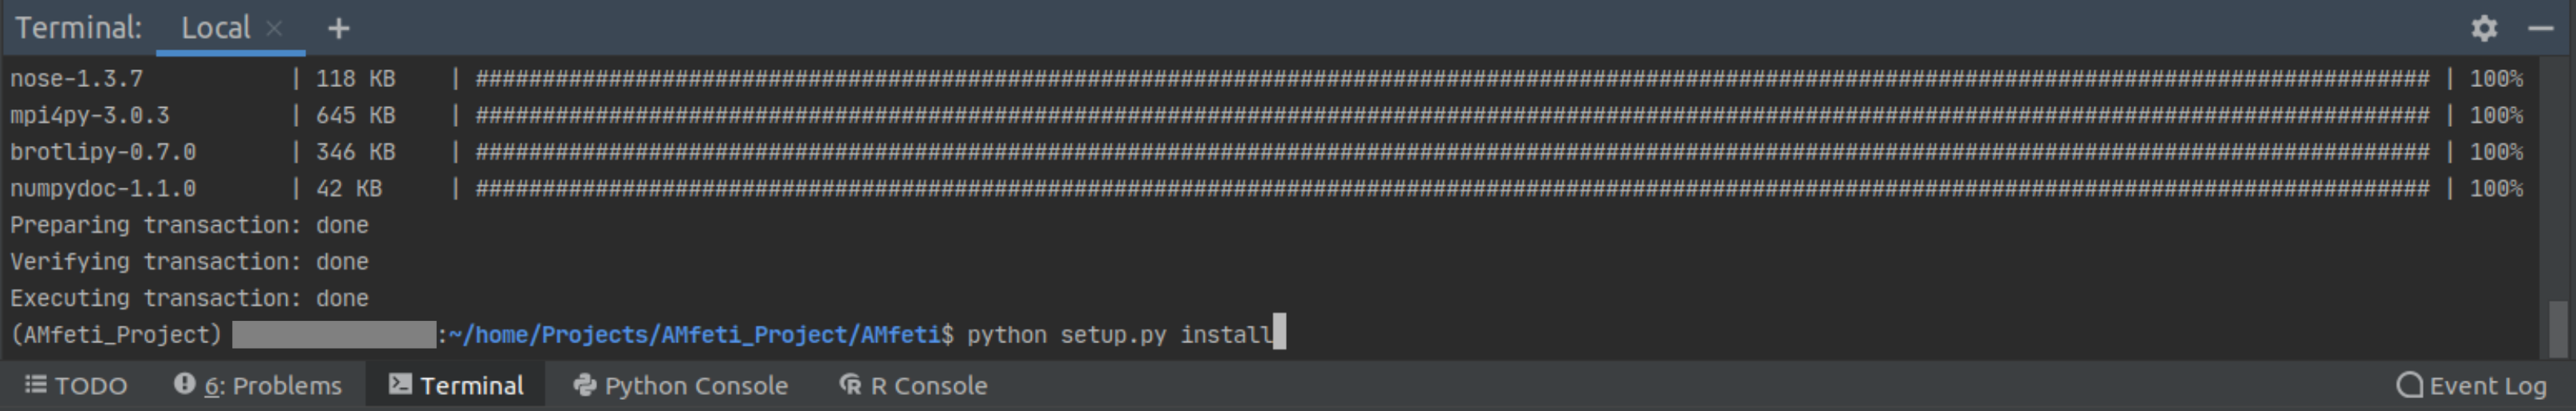 Terminal: Local × +
nose-1.3.7 | 118 KB | ################################################################################################################################################### | 100%
mpi4py-3.0.3 | 645 KB | ################################################################################################################################################### | 100%
brotlipy-0.7.0 | 346 KB | ################################################################################################################################################### | 100%
numpydoc-1.1.0 | 42 KB | ################################################################################################################################################### | 100%
Preparing transaction: done
Verifying transaction: done
Executing transaction: done
(AMfeti_Project) :~/home/Projects/AMfeti_Project/AMfeti$ python setup.py install
TODO 6: Problems Terminal Python Console R Console Event Log